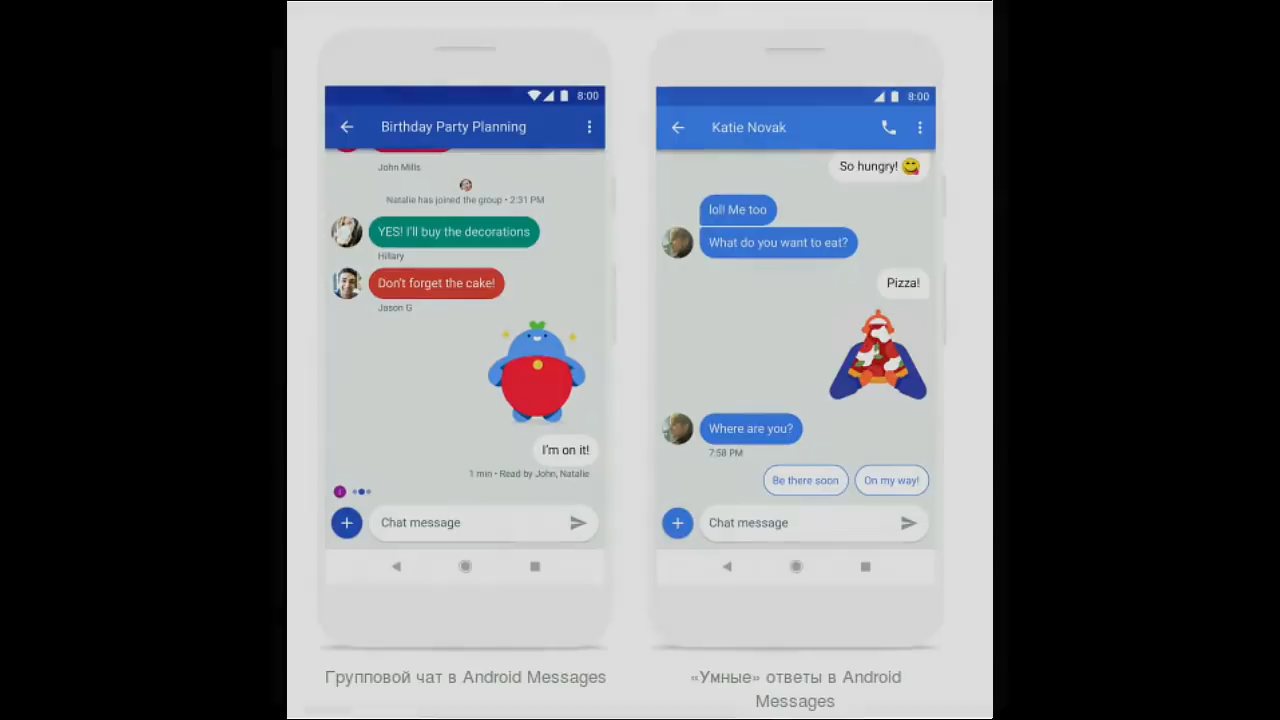 8:00
Birthday Party Planning
John Mills
Natalie has joined the group • 2:31 PM
YES! I'll buy the decorations
Hillary
Don't forget the cake!
Jason G
I'm on it!
1 min • Read by John, Natalie
Chat message
Групповой чат в Android Messages
8:00
Katie Novak
So hungry! 😋
lol! Me too
What do you want to eat?
Pizza!
Where are you?
7:58 PM
Be there soon
On my way!
Chat message
«Умные» ответы в Android
Messages